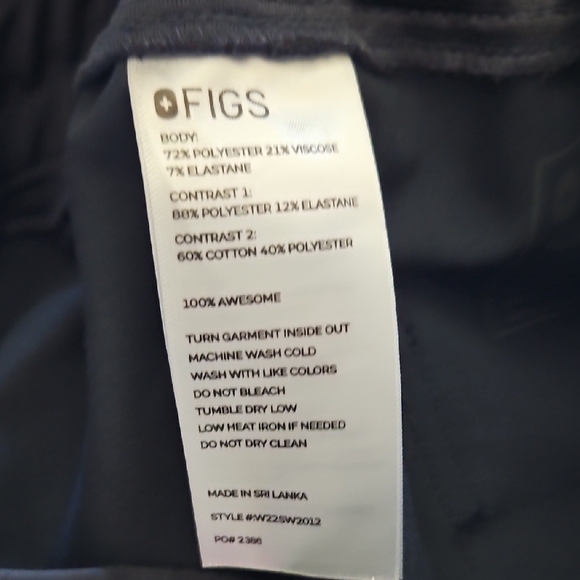 FIGS
BODY:
72% POLYESTER 21% VISCOSE
7% ELASTANE
CONTRAST 1:
88% POLYESTER 12% ELASTANE
CONTRAST 2:
60% COTTON 40% POLYESTER
100% AWESOME
TURN GARMENT INSIDE OUT
MACHINE WASH COLD
WASH WITH LIKE COLORS
DO NOT BLEACH
TUMBLE DRY LOW
LOW HEAT IRON IF NEEDED
DO NOT DRY CLEAN
MADE IN SRI LANKA
STYLE #:W22SW2012
PO# 2386